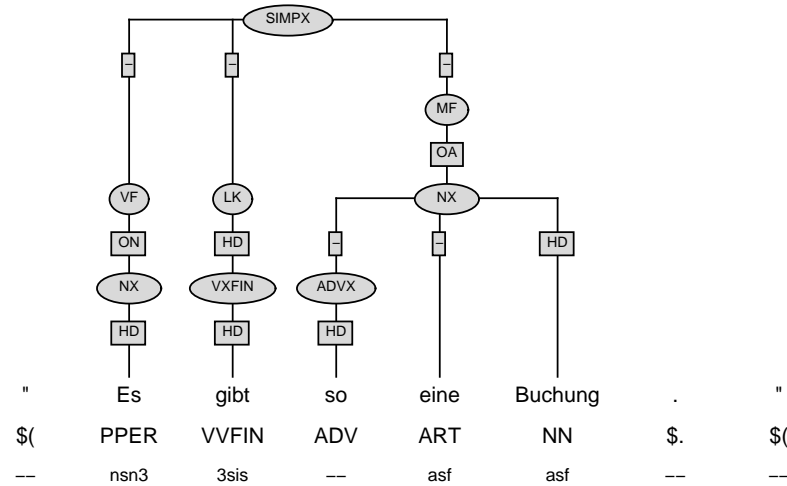 SIMPX
– – –
MF
OA
VF LK NX
ON HD – – HD
NX VXFIN ADVX
HD HD HD
" Es gibt so eine Buchung . "
$( PPER VVFIN ADV ART NN $. $(
–– nsn3 3sis –– asf asf –– ––